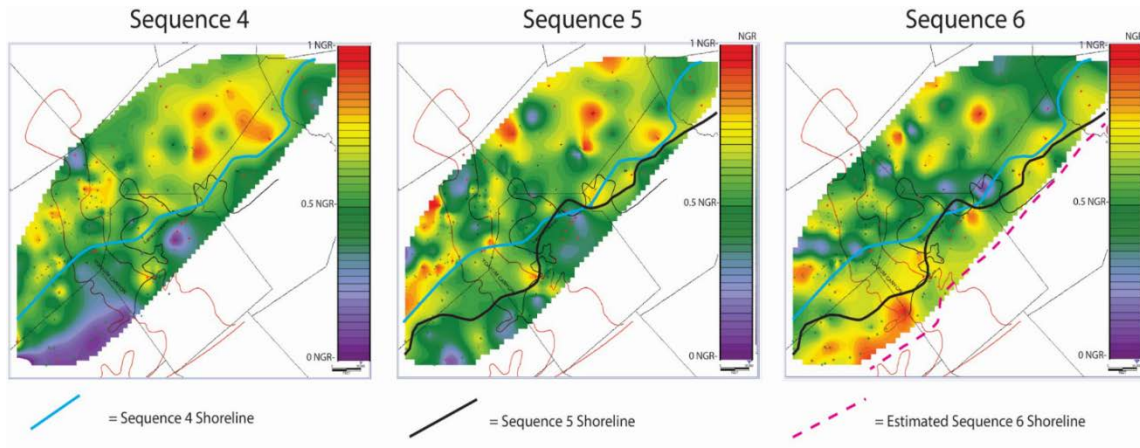 Sequence 4
Sequence 5
Sequence 6
1 NGR-
0.5 NGR-
0 NGR-
1 NGR-
NGR
0.5 NGR-
0 NGR-
1 NGR-
NGR
0.5 NGR-
0 NGR-
= Sequence 4 Shoreline
= Sequence 5 Shoreline
= Estimated Sequence 6 Shoreline